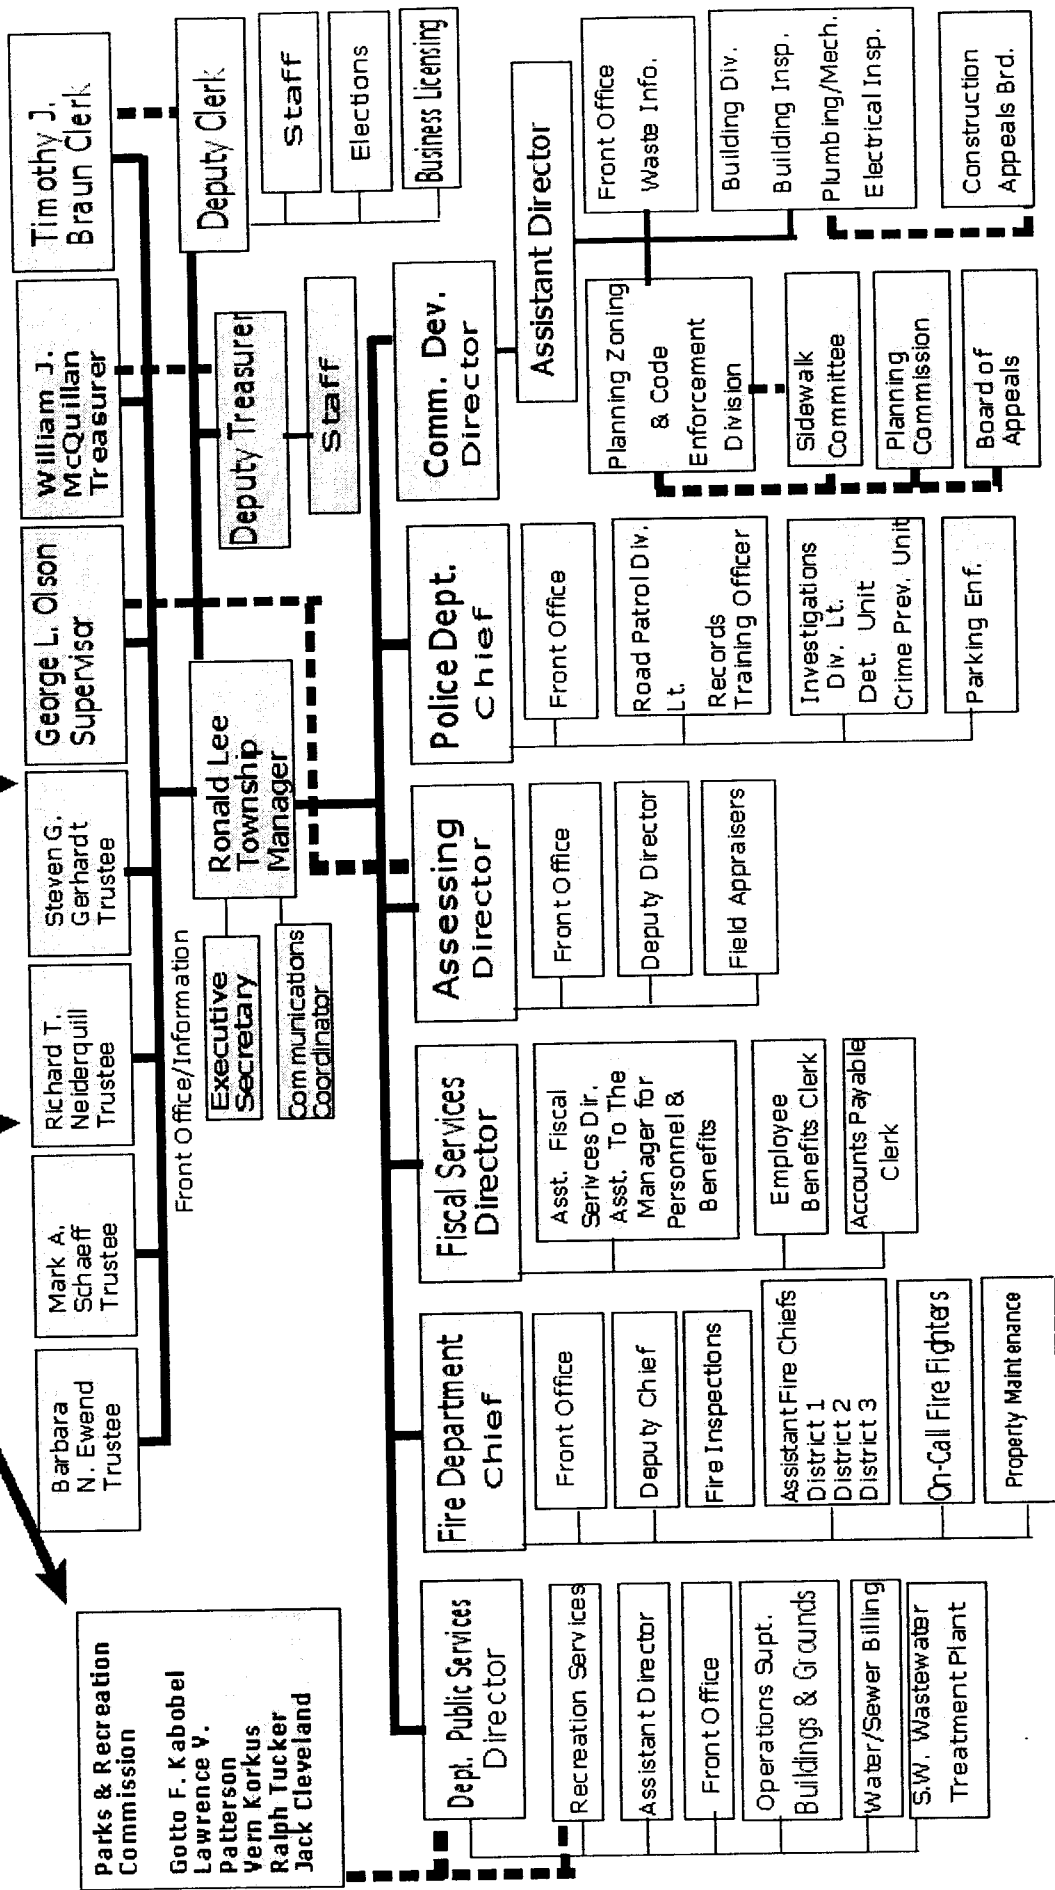 Parks & Recreation
Commission
Gotto F. Kabobel
Lawrence V.
Patterson
Vern Korkus
Ralph Tucker
Jack Cleveland
Barbara
N. Ewend
Trustee
Mark A.
Schaeff
Trustee
Richard T.
Neiderquill
Trustee
Steven G.
Gerhardt
Trustee
George L. Olson
Supervisor
William J.
McQuillan
Treasurer
Timothy J.
Braun Clerk
Front Office/Information
Executive
Secretary
Communications
Coordinator
Ronald Lee
Township
Manager
Deputy Treasurer
Staff
Deputy Clerk
Staff
Elections
Business Licensing
Dept. Public Services
Director
Recreation Services
Assistant Director
Front Office
Operations Supt.
Buildings & Grounds
Water/Sewer Billing
S.W. Wastewater
Treatment Plant
Fire Department
Chief
Front Office
Deputy Chief
Fire Inspections
Assistant Fire Chiefs
District 1
District 2
District 3
On-Call Fire Fighters
Property Maintenance
Fiscal Services
Director
Asst. Fiscal
Serivces Dir.
Asst. To The
Manager for
Personnel &
Benefits
Employee
Benefits Clerk
Accounts Payable
Clerk
Assessing
Director
Front Office
Deputy Director
Field Appraisers
Police Dept.
Chief
Front Office
Road Patrol Div.
Lt.
Records
Training Officer
Investigations
Div. Lt.
Det. Unit
Crime Prev. Unit
Parking Enf.
Comm. Dev.
Director
Assistant Director
Planning Zoning
& Code
Enforcement
Division
Sidewalk
Committee
Planning
Commission
Board of
Appeals
Front Office
Waste Info.
Building Div.
Building Insp.
Plumbing/Mech.
Electrical Insp.
Construction
Appeals Brd.